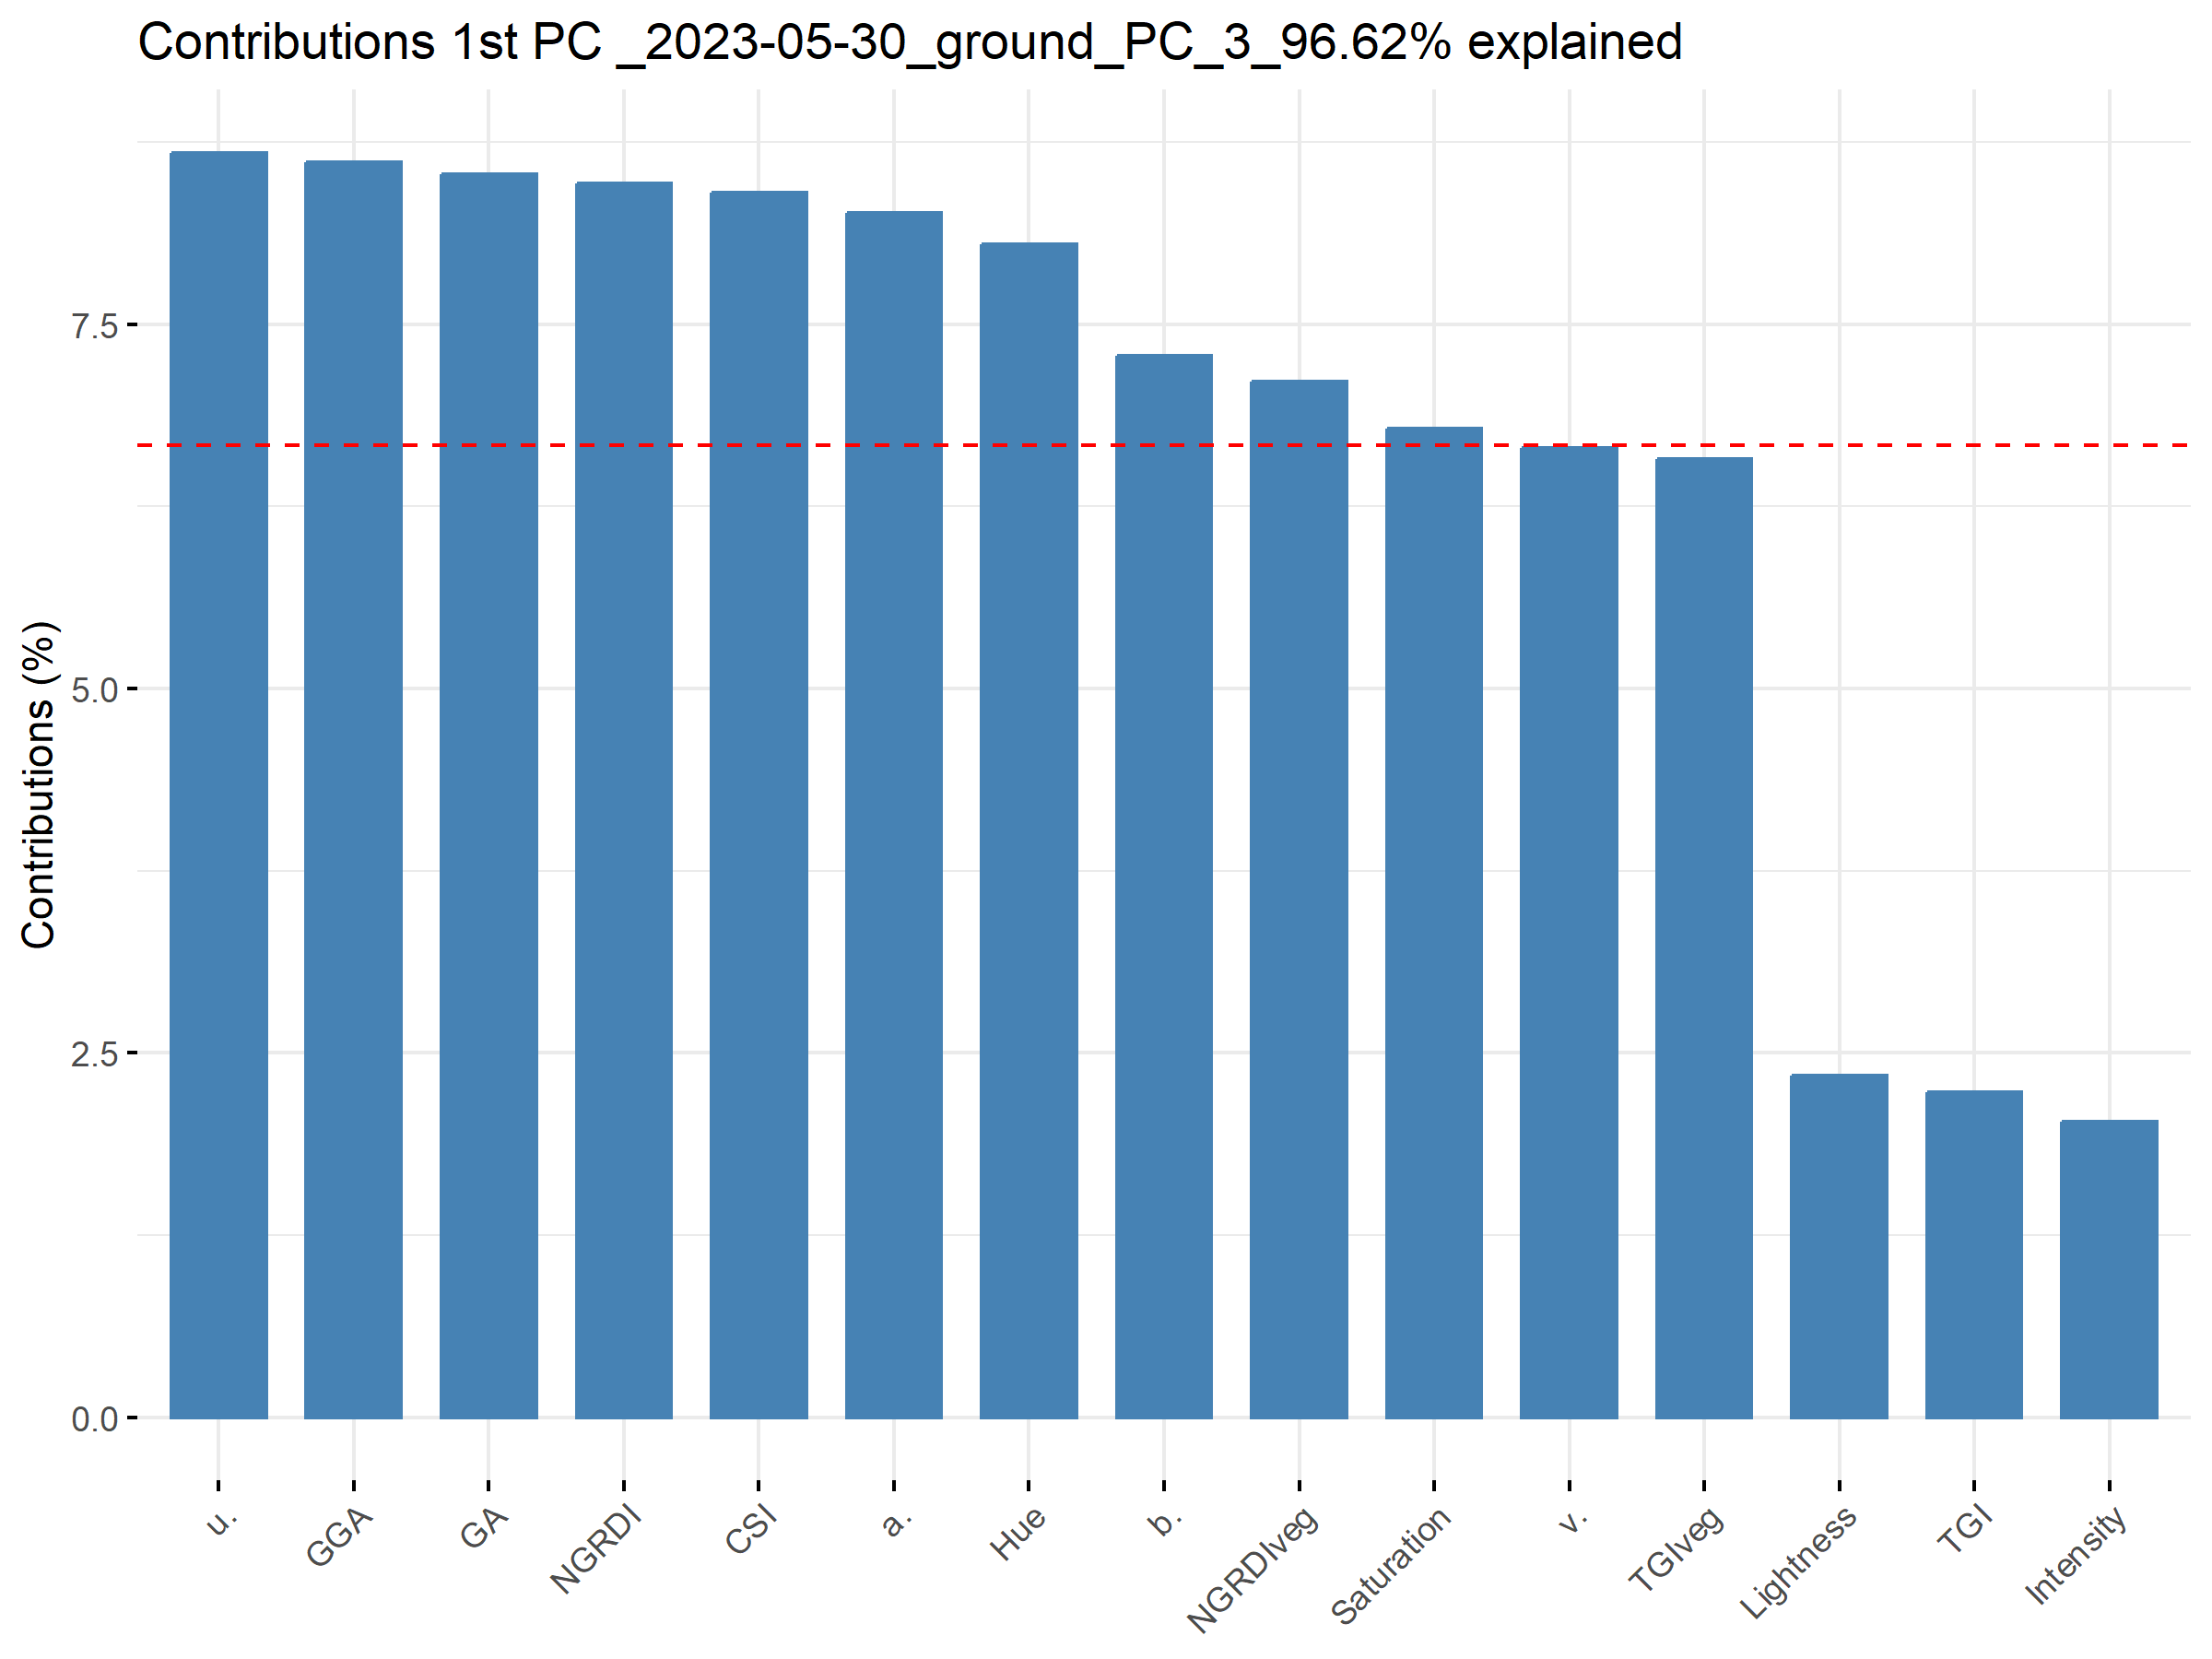 Contributions 1st PC _2023-05-30_ground_PC_3_96.62% explained
Contributions (%)
7.5
5.0
2.5
0.0
u.
GGA
GA
NGRDI
CSI
a.
Hue
b.
NGRDIveg
Saturation
v.
TGIveg
Lightness
TGI
Intensity